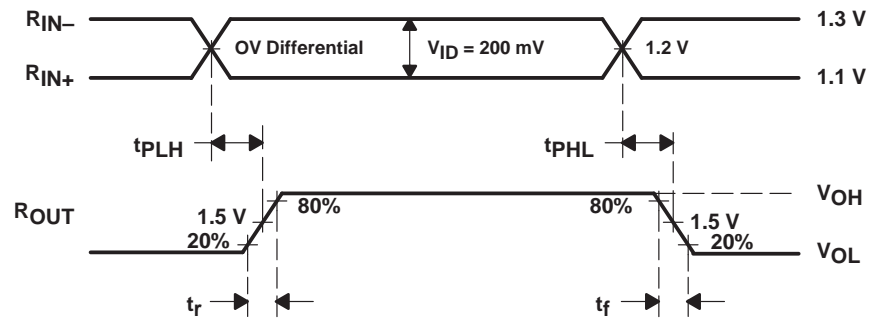 RIN– 1.3 V
OV Differential VID = 200 mV 1.2 V
RIN+ 1.1 V
tPLH tPHL
80% 80% VOH
ROUT 1.5 V 1.5 V
20% 20% VOL
tr tf